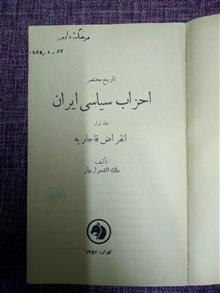 تاریخ مختصر
احزاب سیاسی ایران
جلد اول
انقراض قاجاریه
تألیف
ملک الشعراء بهار
تهران، ۱۳۵۷